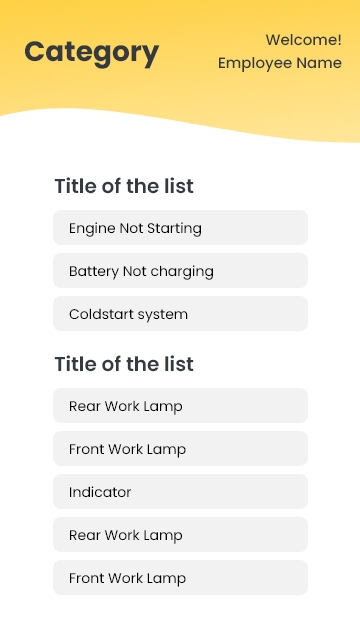 Category
Welcome!
Employee Name
Title of the list
Engine Not Starting
Battery Not charging
Coldstart system
Title of the list
Rear Work Lamp
Front Work Lamp
Indicator
Rear Work Lamp
Front Work Lamp